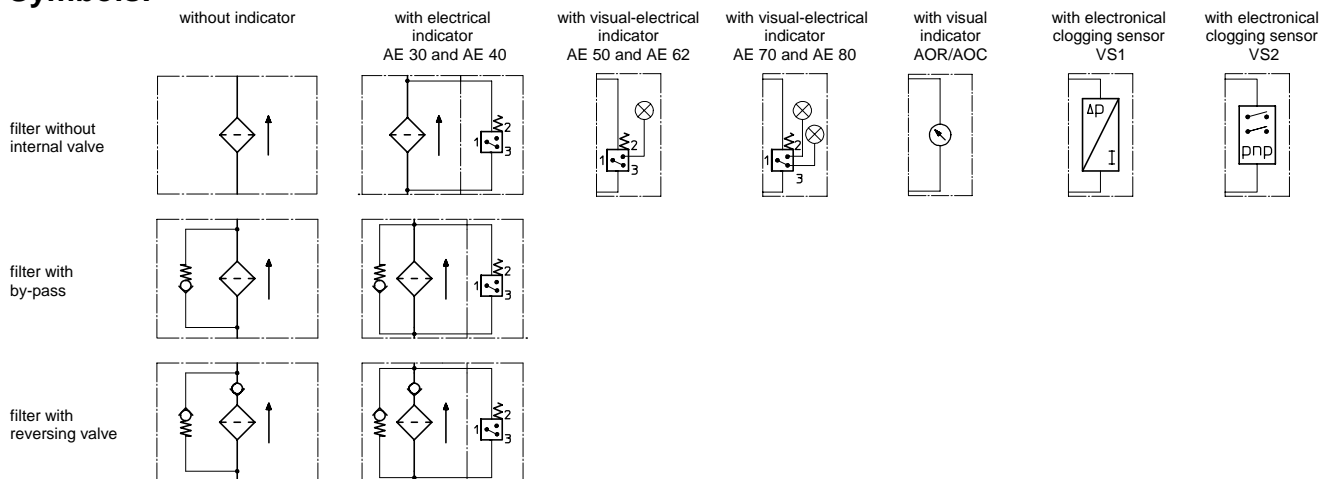 without indicator
with electrical
indicator
AE 30 and AE 40
with visual-electrical
indicator
AE 50 and AE 62
with visual-electrical
indicator
AE 70 and AE 80
with visual
indicator
AOR/AOC
with electronical
clogging sensor
VS1
with electronical
clogging sensor
VS2
filter without
internal valve
1 2 3
1 2 3
1 2 3
Δp
I
pnp
filter with
by-pass
1 2 3
filter with
reversing valve
1 2 3